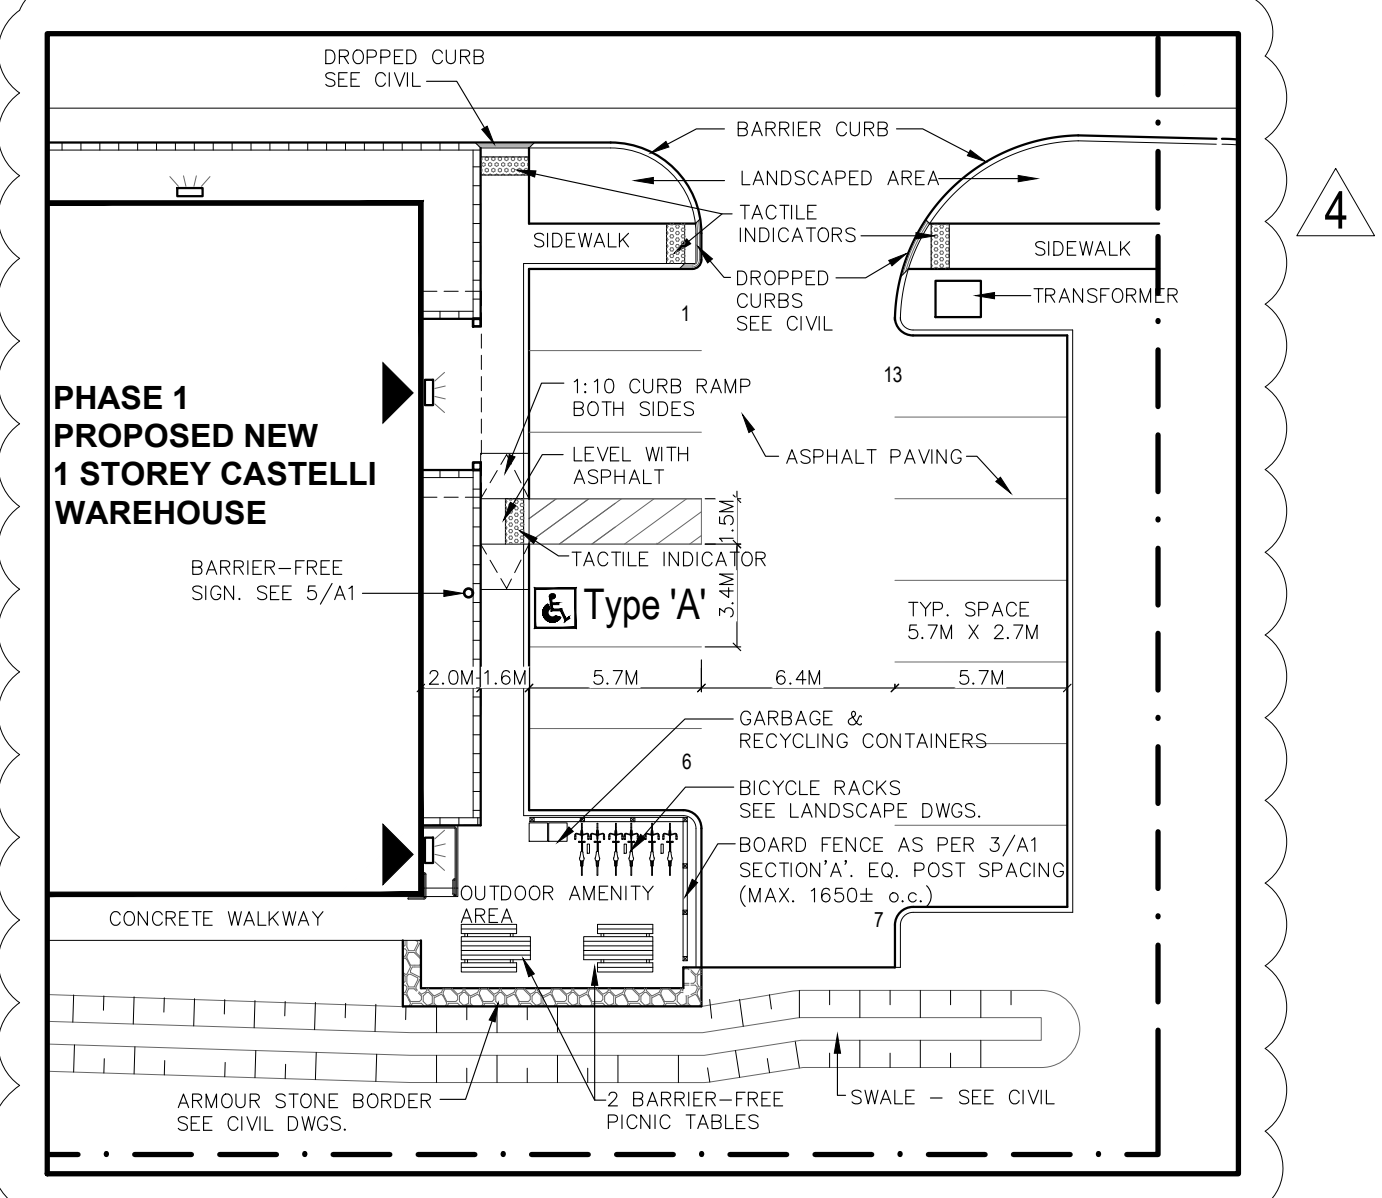 DROPPED CURB
SEE CIVIL
BARRIER CURB
LANDSCAPED AREA
4
TACTILE
INDICATORS
SIDEWALK
SIDEWALK
DROPPED
CURBS
SEE CIVIL
TRANSFORMER
1
13
1:10 CURB RAMP
BOTH SIDES
PHASE 1
PROPOSED NEW
1 STOREY CASTELLI
WAREHOUSE
LEVEL WITH
ASPHALT
ASPHALT PAVING
1.5M
TACTILE INDICATOR
BARRIER-FREE
SIGN. SEE 5/A1
Type 'A'
3.4M
TYP. SPACE
5.7M X 2.7M
2.0M
1.6M
5.7M
6.4M
5.7M
GARBAGE &
RECYCLING CONTAINERS
6
BICYCLE RACKS
SEE LANDSCAPE DWGS.
BOARD FENCE AS PER 3/A1
SECTION'A'. EQ. POST SPACING
(MAX. 1650± o.c.)
7
OUTDOOR AMENITY
AREA
CONCRETE WALKWAY
ARMOUR STONE BORDER
SEE CIVIL DWGS.
2 BARRIER-FREE
PICNIC TABLES
SWALE - SEE CIVIL